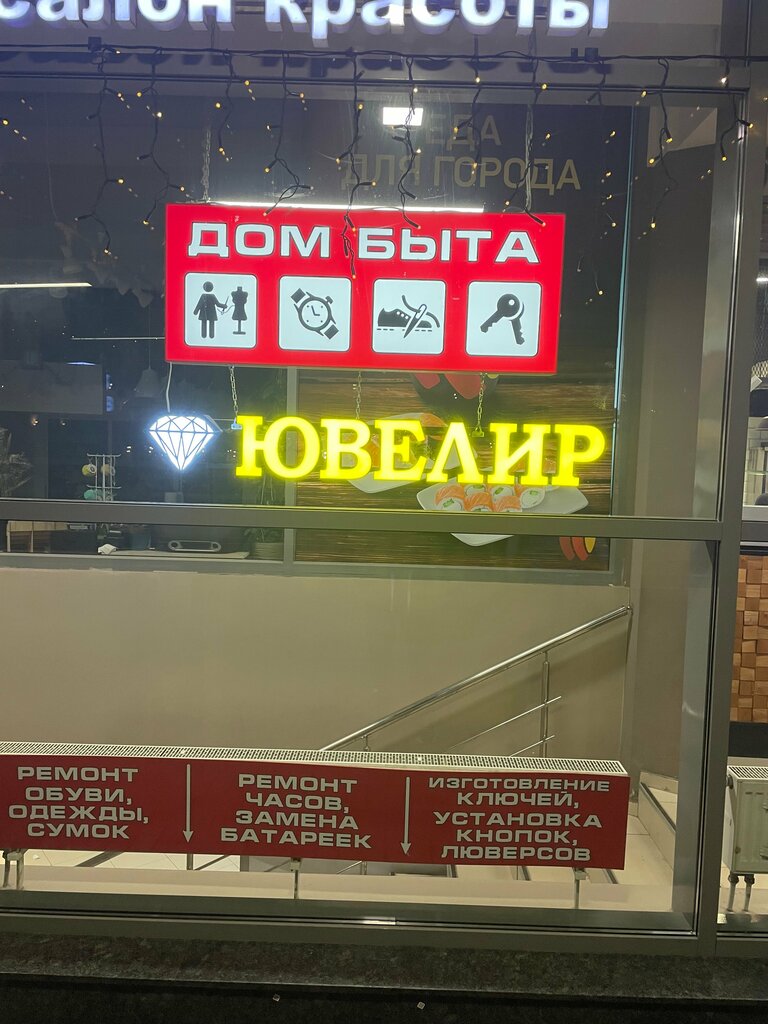 салон красоты
ЕДА
ДЛЯ ГОРОДА
ДОМ БЫТА
ЮВЕЛИР
РЕМОНТ
ОБУВИ,
ОДЕЖДЫ,
СУМОК
РЕМОНТ
ЧАСОВ,
ЗАМЕНА
БАТАРЕЕК
ИЗГОТОВЛЕНИЕ
КЛЮЧЕЙ,
УСТАНОВКА
КНОПОК,
ЛЮВЕРСОВ